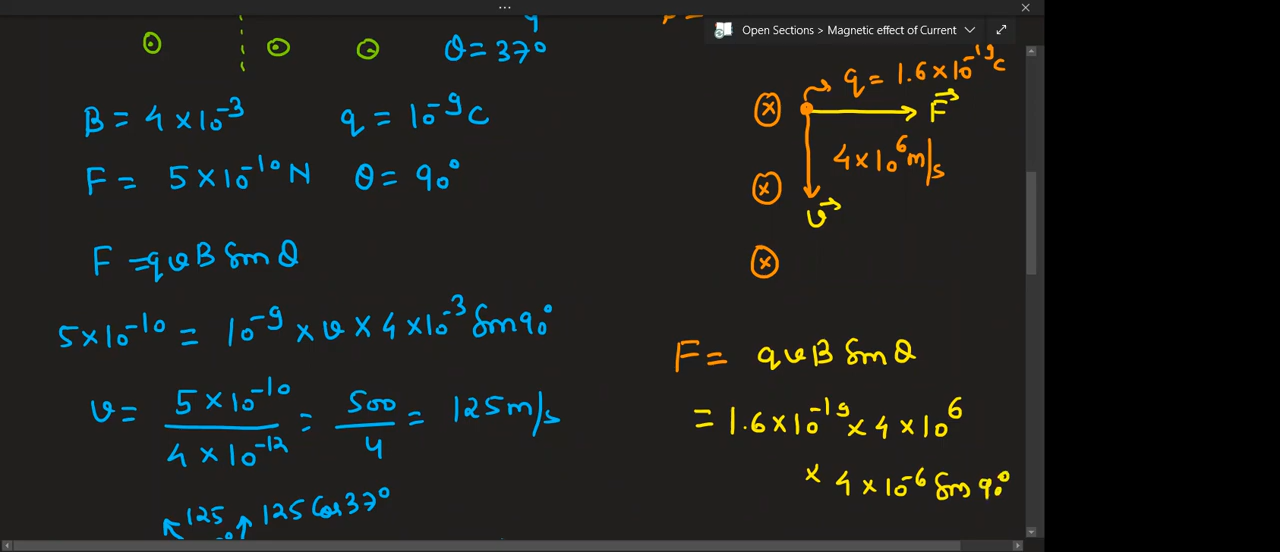 ...
Open Sections > Magnetic effect of Current
θ = 37°
B = 4 × 10⁻³ q = 10⁻⁹ C
F = 5 × 10⁻¹⁰ N θ = 90°
F = qvB Sin θ
5 × 10⁻¹⁰ = 10⁻⁹ × v × 4 × 10⁻³ Sin 90°
v = 5 × 10⁻¹⁰ / 4 × 10⁻¹² = 500 / 4 = 125 m/s
125 125 Cos 37°
q = 1.6 × 10⁻¹⁹ C
F⃗
4 × 10⁶ m/s
v⃗
F = qvB Sin θ
= 1.6 × 10⁻¹⁹ × 4 × 10⁶
× 4 × 10⁻⁶ Sin 90°